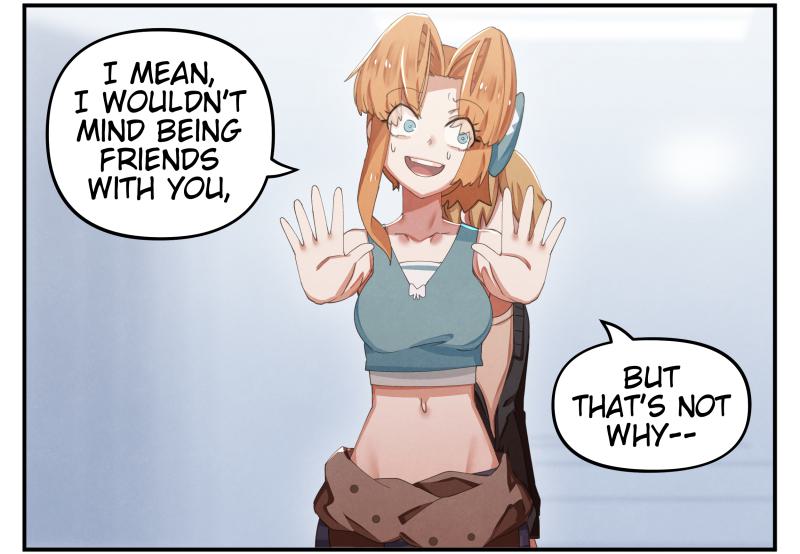 I MEAN,
I WOULDN'T
MIND BEING
FRIENDS
WITH YOU,
BUT
THAT'S NOT
WHY--